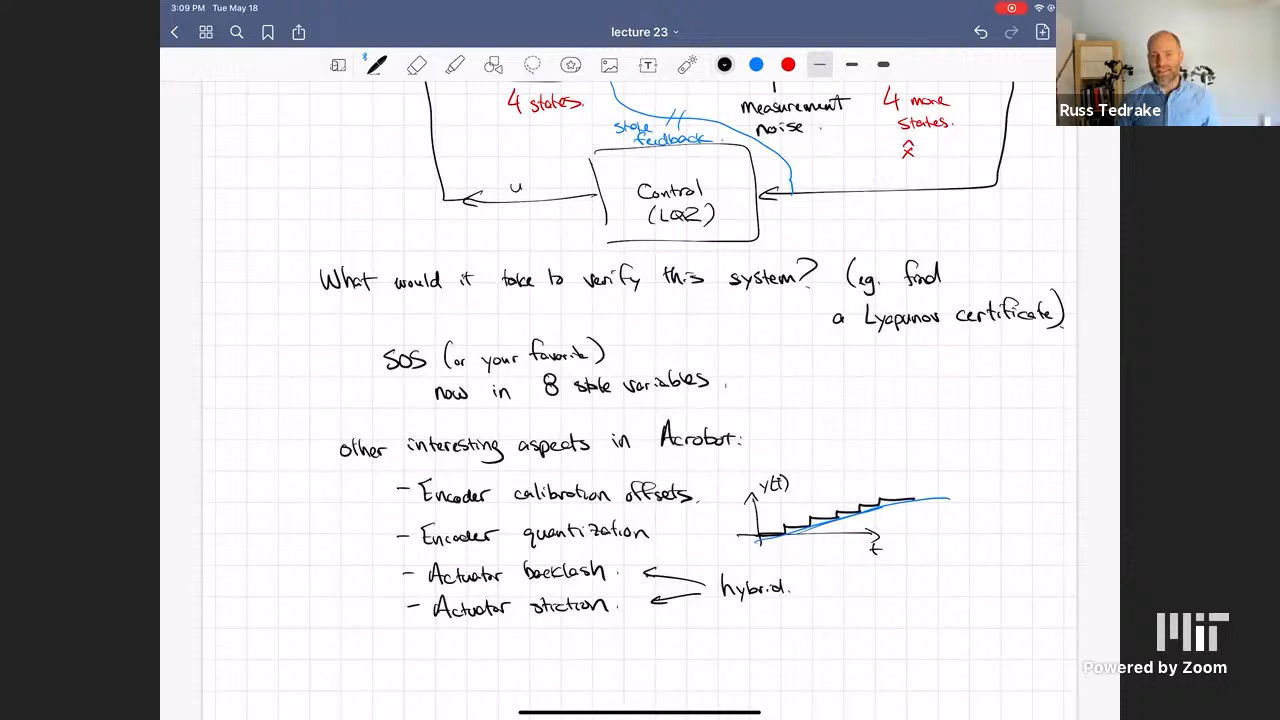 3:09 PM Tue May 18
lecture 23
4 states.
measurement
noise.
4 more
states.
x̂
state
feedback
u
Control
(LQR)
What would it take to verify this system? (eg. find
a Lyapunov certificate)
SOS (or your favorite)
now in 8 state variables.
other interesting aspects in Acrobot:
- Encoder calibration offsets.
y(t)
- Encoder quantization
t
- Actuator backlash.
hybrid.
- Actuator stiction.
Russ Tedrake
MIT
Powered by Zoom